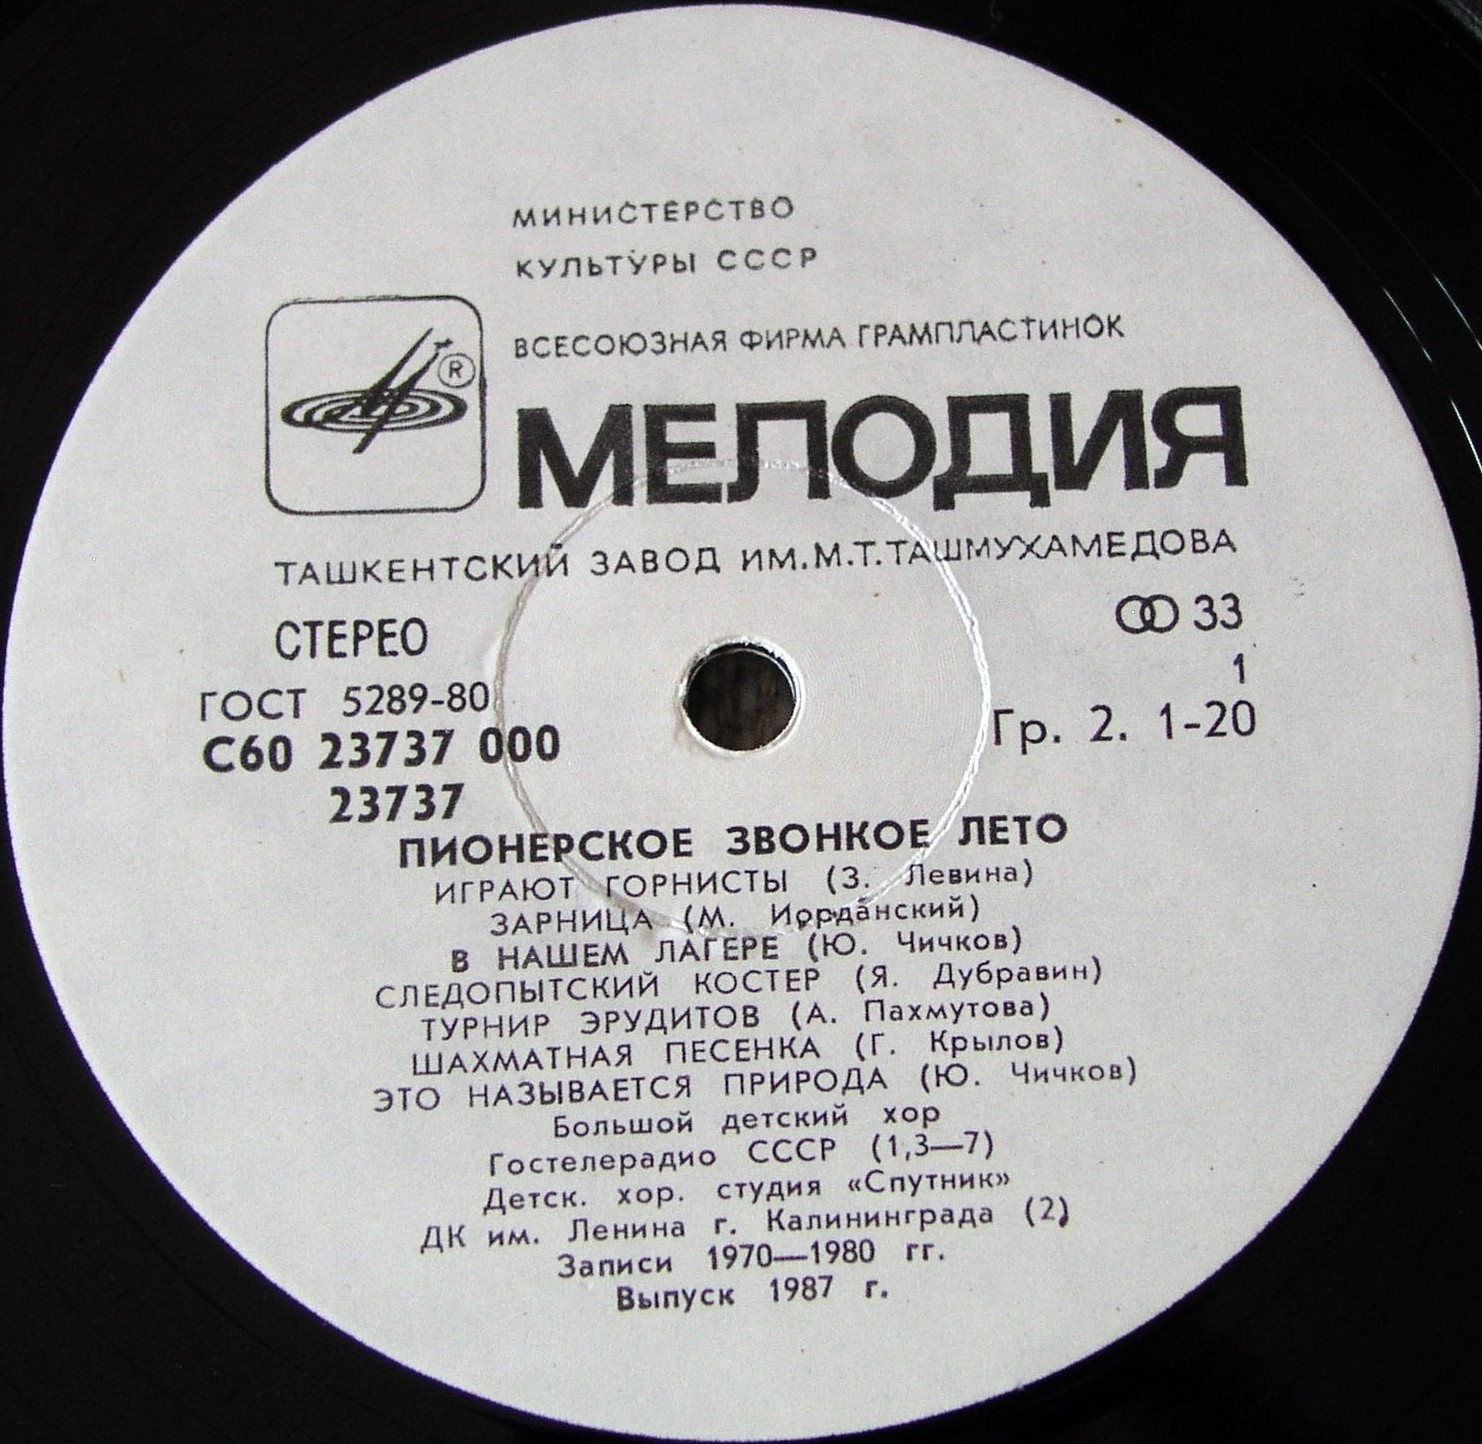 МИНИСТЕРСТВО
КУЛЬТУРЫ СССР
ВСЕСОЮЗНАЯ ФИРМА ГРАМПЛАСТИНОК
®
МЕЛОДИЯ
ТАШКЕНТСКИЙ ЗАВОД ИМ.М.Т.ТАШМУХАМЕДОВА
СТЕРЕО 33
1
ГОСТ 5289-80 Гр. 2. 1-20
С60 23737 000
23737
ПИОНЕРСКОЕ ЗВОНКОЕ ЛЕТО
ИГРАЮТ ГОРНИСТЫ (З. Левина)
ЗАРНИЦА (М. Иорданский)
В НАШЕМ ЛАГЕРЕ (Ю. Чичков)
СЛЕДОПЫТСКИЙ КОСТЕР (Я. Дубравин)
ТУРНИР ЭРУДИТОВ (А. Пахмутова)
ШАХМАТНАЯ ПЕСЕНКА (Г. Крылов)
ЭТО НАЗЫВАЕТСЯ ПРИРОДА (Ю. Чичков)
Большой детский хор
Гостелерадио СССР (1,3—7)
Детск. хор. студия «Спутник»
ДК им. Ленина г. Калининграда (2)
Записи 1970—1980 гг.
Выпуск 1987 г.